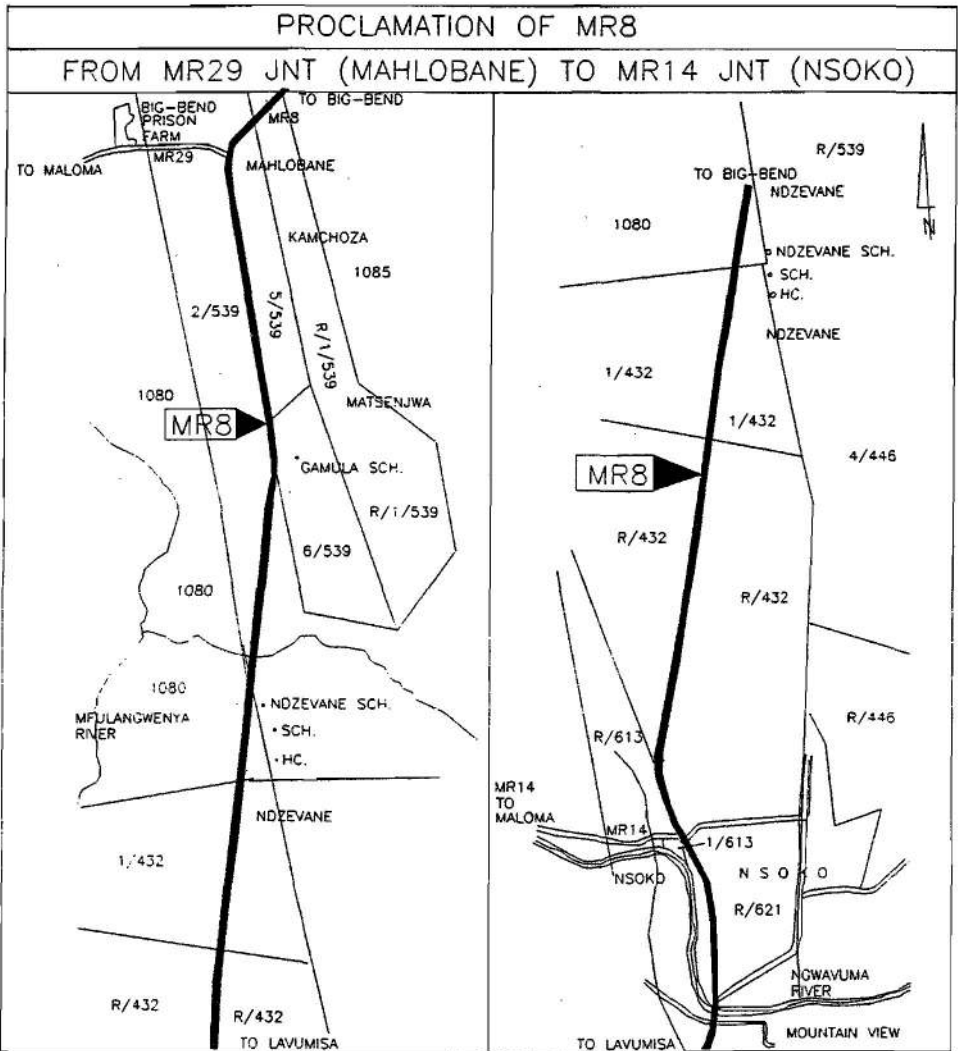 PROCLAMATION OF MR8
FROM MR29 JNT (MAHLOBANE) TO MR14 JNT (NSOKO)
TO BIG-BEND
BIG-BEND
PRISON
FARM
MR8
MR29
TO MALOMA
MAHLOBANE
KAMCHOZA
1085
2/539
5/539
R/1/539
1080
MATSENJWA
MR8
GAMULA SCH.
R/1/539
6/539
1080
1080
NDZEVANE SCH.
MFULANGWENYA
RIVER
SCH.
HC.
NDZEVANE
1/432
R/432
R/432
TO LAVUMISA
R/539
TO BIG-BEND
NDZEVANE
1080
N
NDZEVANE SCH.
SCH.
HC.
NDZEVANE
1/432
1/432
4/446
MR8
R/432
R/432
R/446
R/613
MR14
TO
MALOMA
MR14
1/613
NSOKO
NSOKO
R/621
NGWAVUMA
RIVER
MOUNTAIN VIEW
TO LAVUMISA